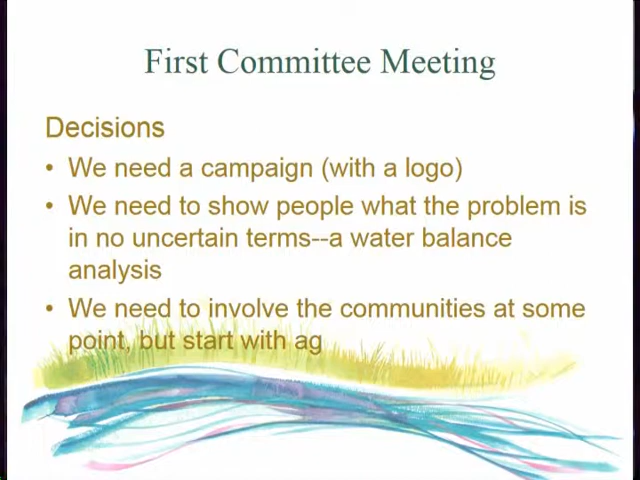 First Committee Meeting
Decisions
• We need a campaign (with a logo)
• We need to show people what the problem is
in no uncertain terms--a water balance
analysis
• We need to involve the communities at some
point, but start with ag